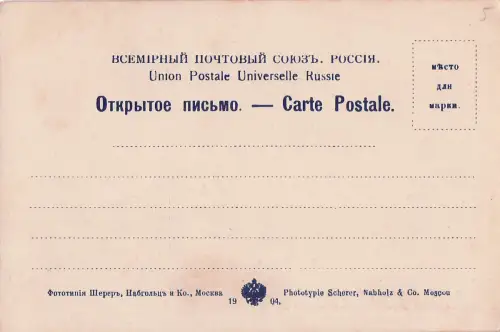 5
ВСЕМІРНЫЙ ПОЧТОВЫЙ СОЮЗЪ. РОССІЯ.
Union Postale Universelle Russie
Открытое письмо. — Carte Postale.
мѣсто
для
марки.
Фототипія Шереръ, Набгольцъ и Ко., Москва
Phototypie Scherer, Nabholz & Co. Moscou
19 04.